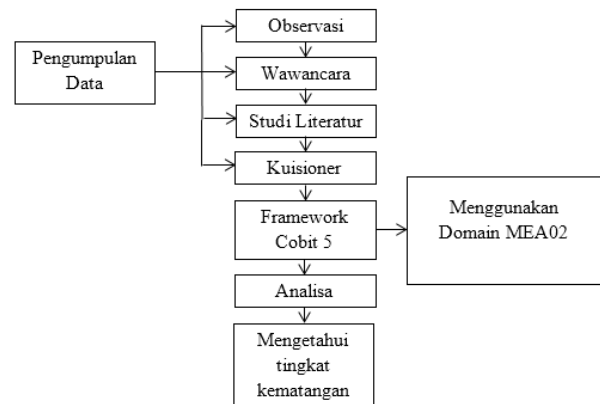 Observasi
Pengumpulan
Data
Wawancara
Studi Literatur
Kuisioner
Framework
Cobit 5
Menggunakan
Domain MEA02
Analisa
Mengetahui
tingkat
kematangan